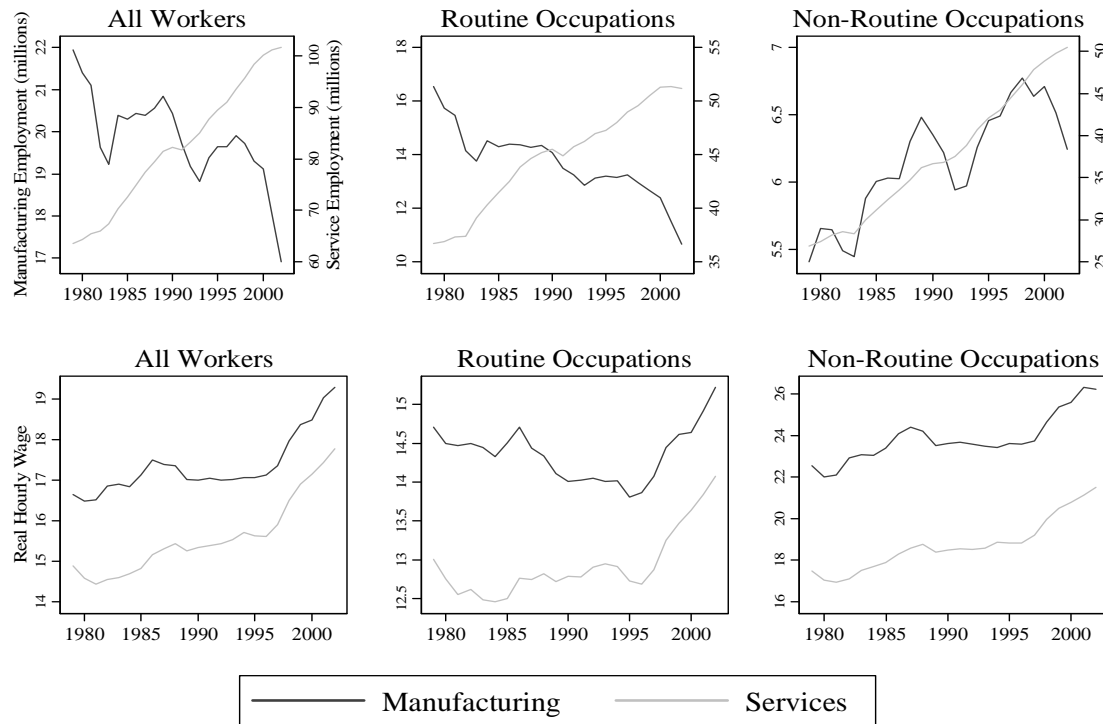 All Workers
Manufacturing Employment (millions)
22
21
20
19
18
17
100
90
80
70
60
Service Employment (millions)
1980 1985 1990 1995 2000
Routine Occupations
18
16
14
12
10
55
50
45
40
35
1980 1985 1990 1995 2000
Non-Routine Occupations
7
6.5
6
5.5
50
45
40
35
30
25
1980 1985 1990 1995 2000
All Workers
Real Hourly Wage
19
18
17
16
15
14
1980 1985 1990 1995 2000
Routine Occupations
15
14.5
14
13.5
13
12.5
1980 1985 1990 1995 2000
Non-Routine Occupations
26
24
22
20
18
16
1980 1985 1990 1995 2000
Manufacturing
Services